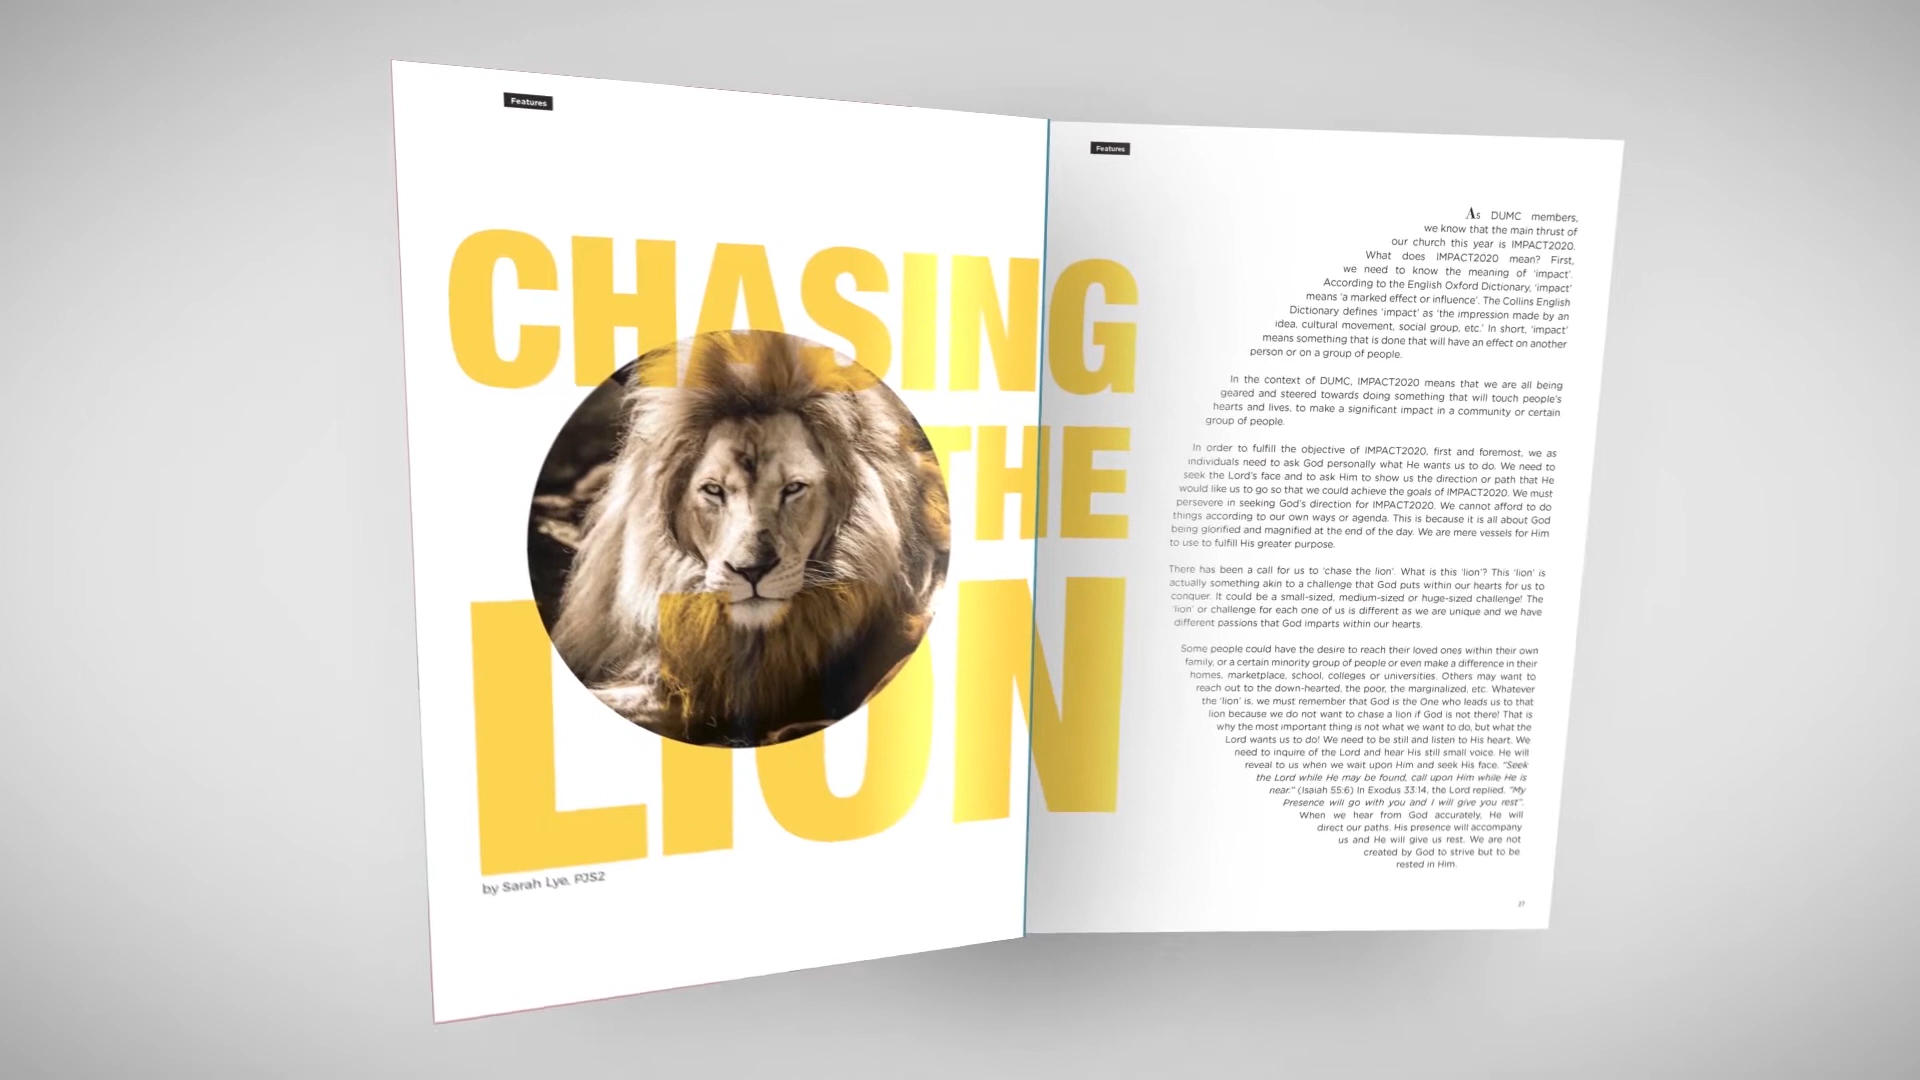 Features
CHASING
THE
LION
by Sarah Lye, PJS2
Features
As DUMC members,
we know that the main thrust of
our church this year is IMPACT2020.
What does IMPACT2020 mean? First,
we need to know the meaning of 'impact'.
According to the English Oxford Dictionary, 'impact'
means 'a marked effect or influence'. The Collins English
Dictionary defines 'impact' as 'the impression made by an
idea, cultural movement, social group, etc.' In short, 'impact'
means something that is done that will have an effect on another
person or on a group of people.
In the context of DUMC, IMPACT2020 means that we are all being
geared and steered towards doing something that will touch people's
hearts and lives, to make a significant impact in a community or certain
group of people.
In order to fulfill the objective of IMPACT2020, first and foremost, we as
individuals need to ask God personally what He wants us to do. We need to
seek the Lord's face and to ask Him to show us the direction or path that He
would like us to go so that we could achieve the goals of IMPACT2020. We must
persevere in seeking God's direction for IMPACT2020. We cannot afford to do
things according to our own ways or agenda. This is because it is all about God
being glorified and magnified at the end of the day. We are mere vessels for Him
to use to fulfill His greater purpose.
There has been a call for us to 'chase the lion'. What is this 'lion'? This 'lion' is
actually something akin to a challenge that God puts within our hearts for us to
conquer. It could be a small-sized, medium-sized or huge-sized challenge! The
'lion' or challenge for each one of us is different as we are unique and we have
different passions that God imparts within our hearts.
Some people could have the desire to reach their loved ones within their own
family, or a certain minority group of people or even make a difference in their
homes, marketplace, school, colleges or universities. Others may want to
reach out to the down-hearted, the poor, the marginalized, etc. Whatever
the 'lion' is, we must remember that God is the One who leads us to that
lion because we do not want to chase a lion if God is not there! That is
why the most important thing is not what we want to do, but what the
Lord wants us to do! We need to be still and listen to His heart. We
need to inquire of the Lord and hear His still small voice. He will
reveal to us when we wait upon Him and seek His face. "Seek
the Lord while He may be found, call upon Him while He is
near." (Isaiah 55:6) In Exodus 33:14, the Lord replied, "My
Presence will go with you and I will give you rest".
When we hear from God accurately, He will
direct our paths. His presence will accompany
us and He will give us rest. We are not
created by God to strive but to be
rested in Him.
27